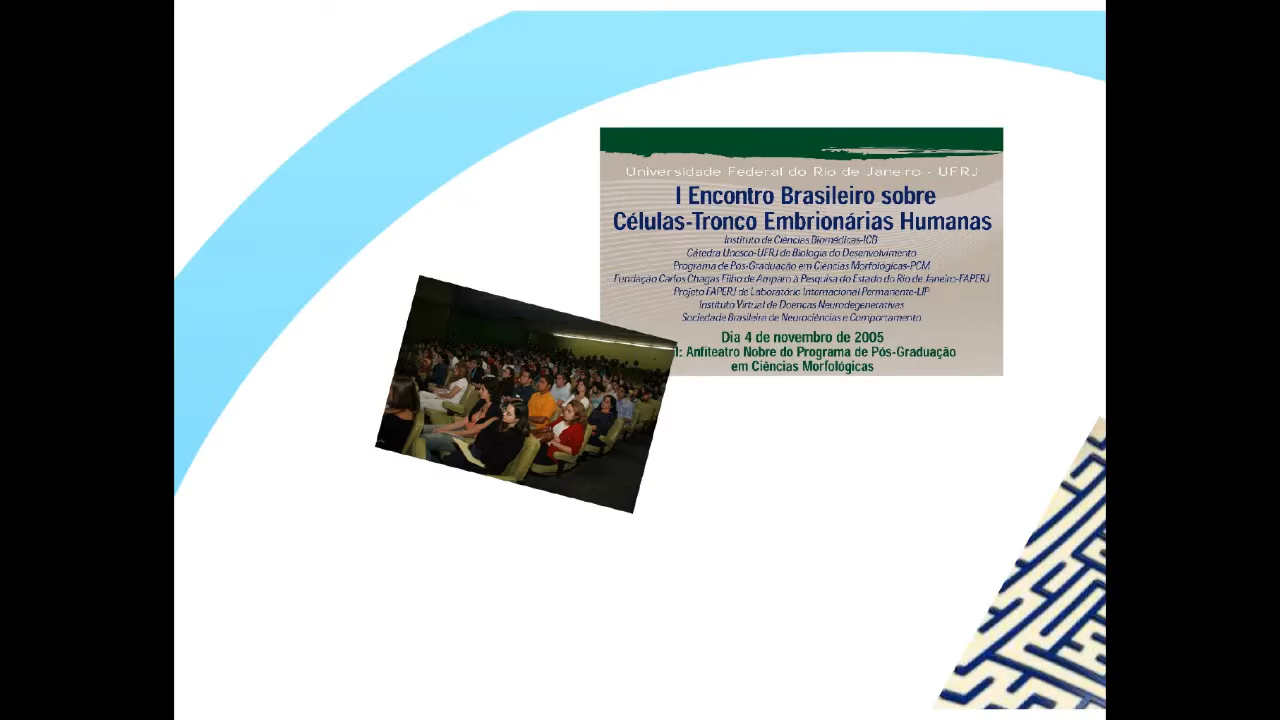 Universidade Federal do Rio de Janeiro - UFRJ
I Encontro Brasileiro sobre
Células-Tronco Embrionárias Humanas
Instituto de Ciências Biomédicas-ICB
Cátedra Unesco-UFRJ de Biologia do Desenvolvimento
Programa de Pós-Graduação em Ciências Morfológicas-PCM
Fundação Carlos Chagas Filho de Amparo à Pesquisa do Estado do Rio de Janeiro-FAPERJ
Projeto FAPERJ de Laboratório Internacional Permanente-LIP
Instituto Virtual de Doenças Neurodegenerativas
Sociedade Brasileira de Neurociências e Comportamento
Dia 4 de novembro de 2005
l: Anfiteatro Nobre do Programa de Pós-Graduação
em Ciências Morfológicas